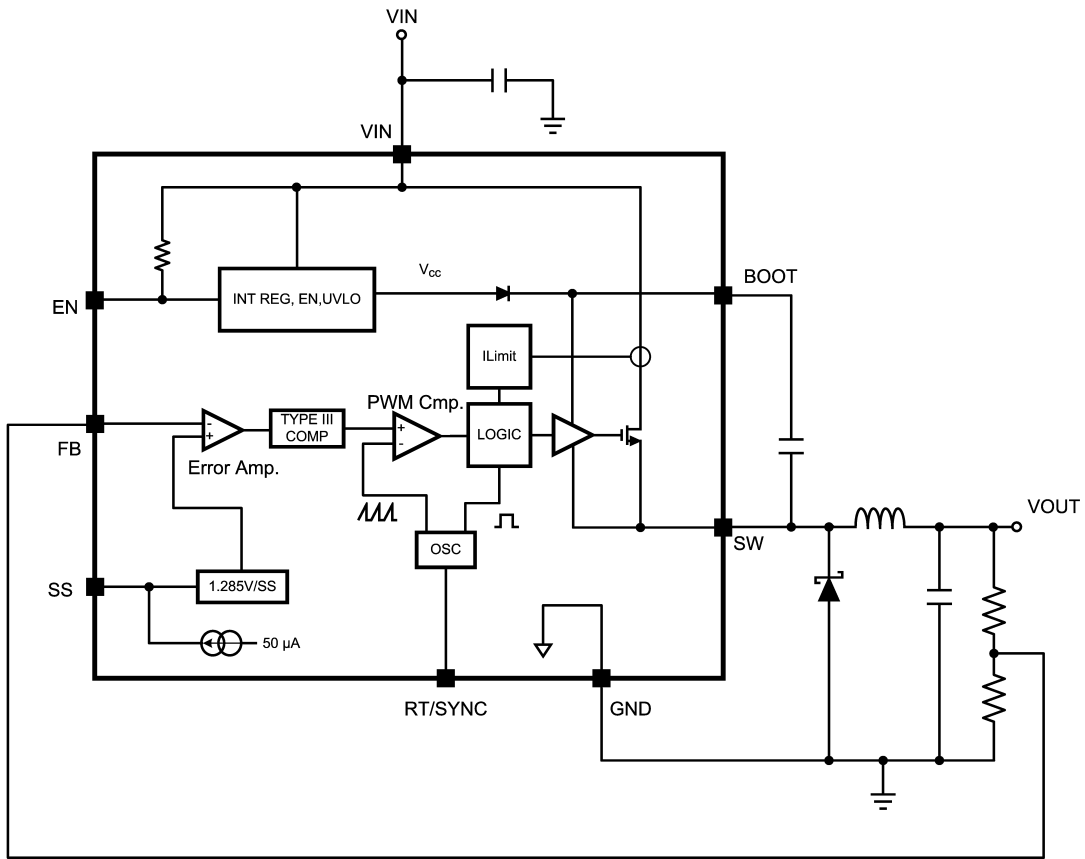 VIN
VIN
BOOT
Vcc
INT REG, EN,UVLO
EN
ILimit
PWM Cmp.
TYPE III
COMP
LOGIC
-
+
+
-
FB
Error Amp.
VOUT
SW
OSC
1.285V/SS
SS
50 µA
RT/SYNC
GND